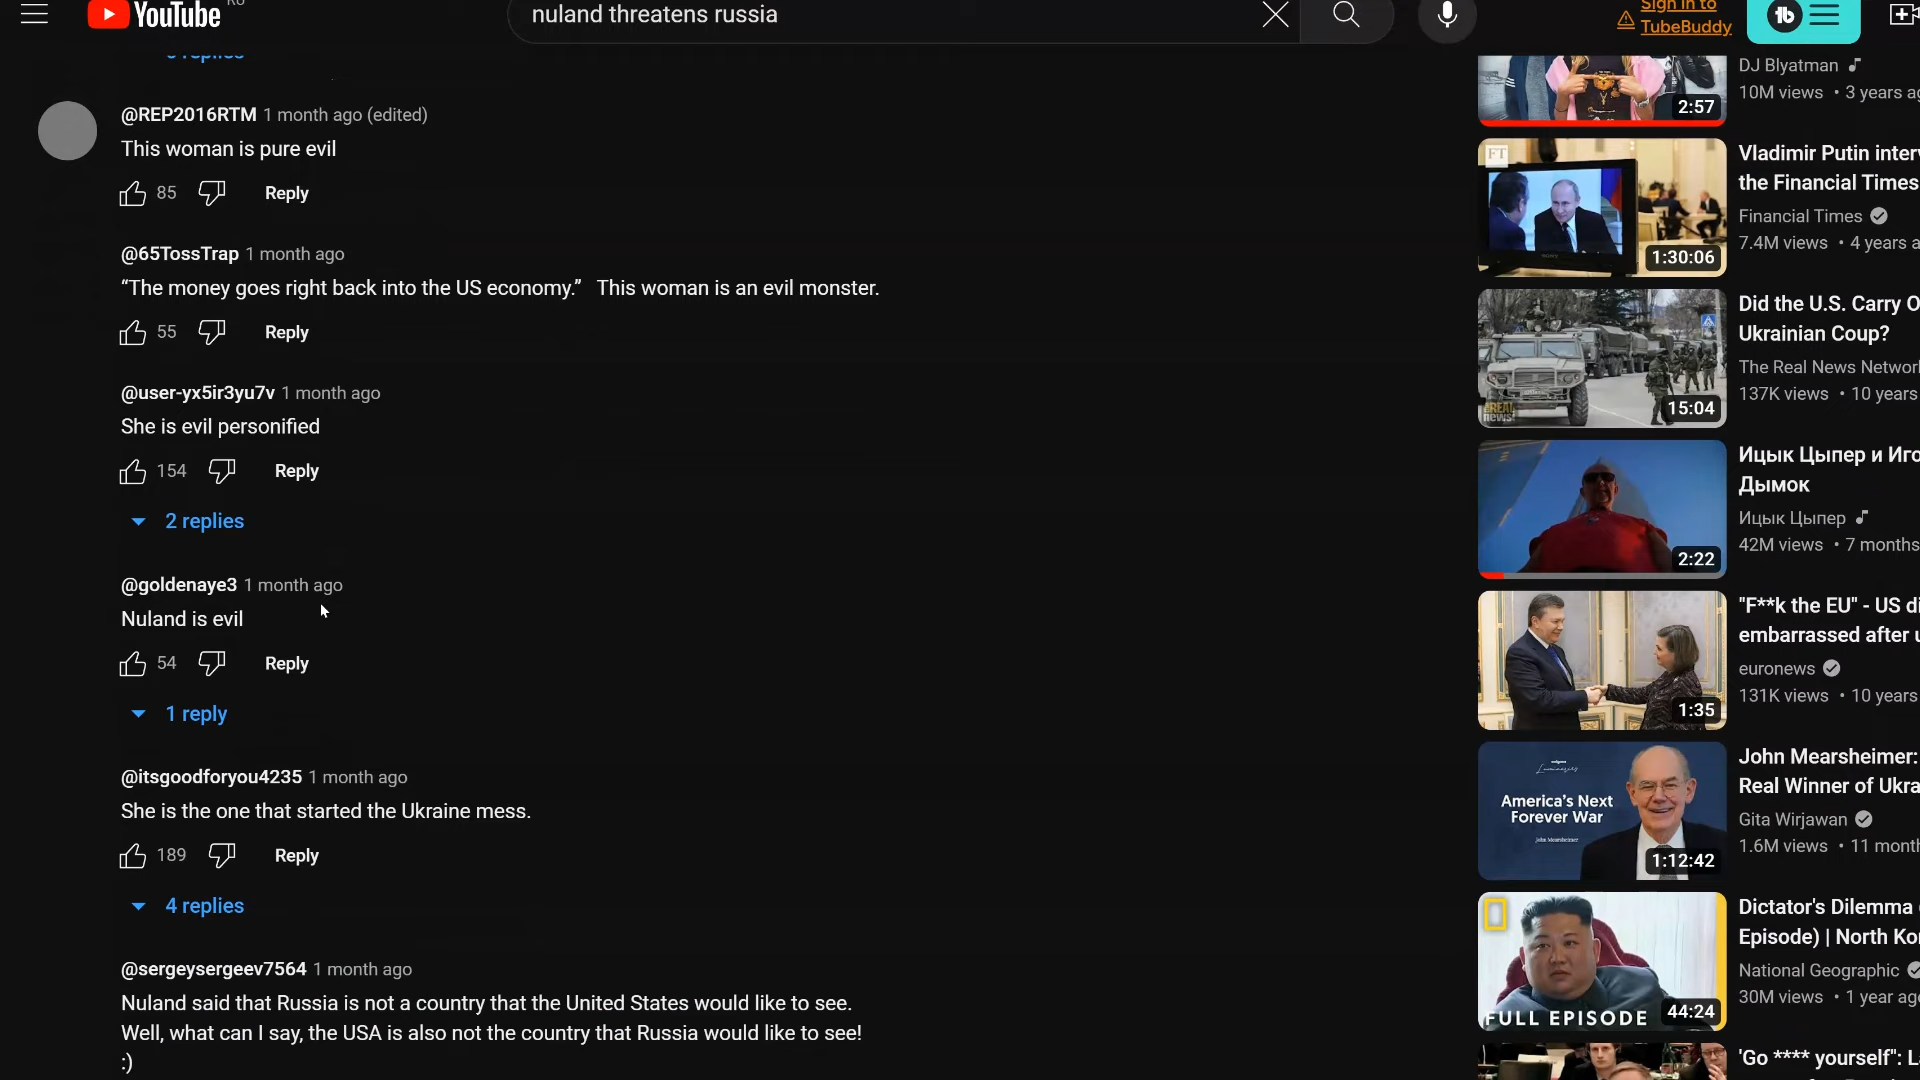 YouTube
RU
nuland threatens russia
Sign in to
TubeBuddy
@REP2016RTM 1 month ago (edited)
This woman is pure evil
85 Reply
@65TossTrap 1 month ago
“The money goes right back into the US economy.” This woman is an evil monster.
55 Reply
@user-yx5ir3yu7v 1 month ago
She is evil personified
154 Reply
2 replies
@goldenaye3 1 month ago
Nuland is evil
54 Reply
1 reply
@itsgoodforyou4235 1 month ago
She is the one that started the Ukraine mess.
189 Reply
4 replies
@sergeysergeev7564 1 month ago
Nuland said that Russia is not a country that the United States would like to see.
Well, what can I say, the USA is also not the country that Russia would like to see!
:)
2:57
DJ Blyatman
10M views • 3 years ag
FT
1:30:06
Vladimir Putin inter
the Financial Times
Financial Times
7.4M views • 4 years a
THE REAL
news
15:04
Did the U.S. Carry O
Ukrainian Coup?
The Real News Networ
137K views • 10 years
2:22
Ицык Цыпер и Иго
Дымок
Ицык Цыпер
42M views • 7 months
1:35
"F**k the EU" - US di
embarrassed after u
euronews
131K views • 10 years
America's Next
Forever War
John Mearsheimer
1:12:42
John Mearsheimer:
Real Winner of Ukra
Gita Wirjawan
1.6M views • 11 month
FULL EPISODE
44:24
Dictator's Dilemma
Episode) | North Ko
National Geographic
30M views • 1 year ag
'Go **** yourself": L